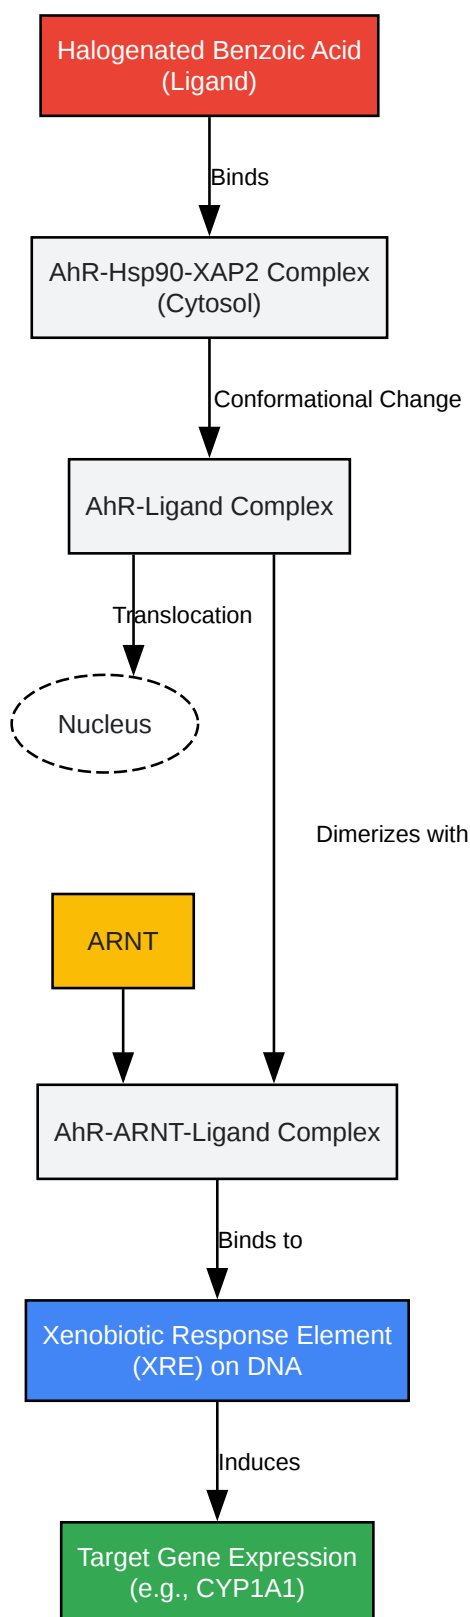 Halogenated Benzoic Acid
(Ligand)
Binds
AhR-Hsp90-XAP2 Complex
(Cytosol)
Conformational Change
AhR-Ligand Complex
Translocation
Nucleus
Dimerizes with
ARNT
AhR-ARNT-Ligand Complex
Binds to
Xenobiotic Response Element
(XRE) on DNA
Induces
Target Gene Expression
(e.g., CYP1A1)